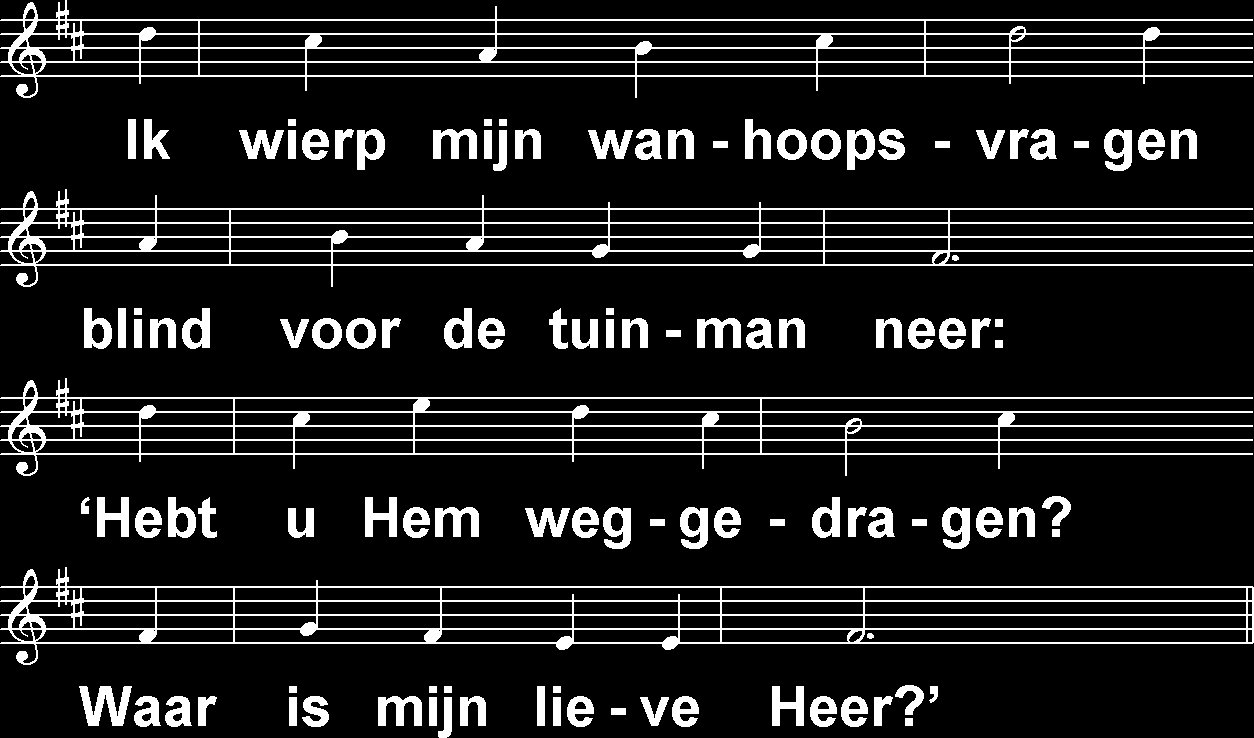 Ik wierp mijn wan - hoops - vra - gen
blind voor de tuin - man neer:
‘Hebt u Hem weg - ge - dra - gen?
Waar is mijn lie - ve Heer?’